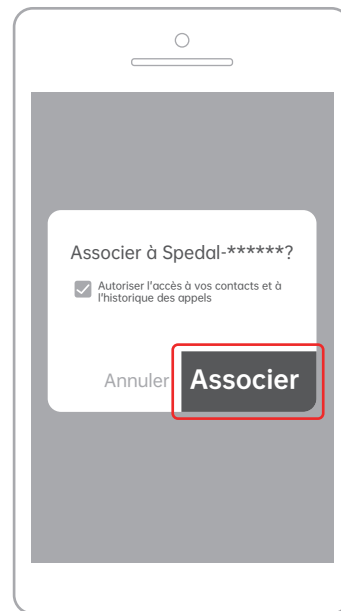 Associer à Spedal-******?
Autoriser l'accès à vos contacts et à
l'historique des appels
Annuler Associer